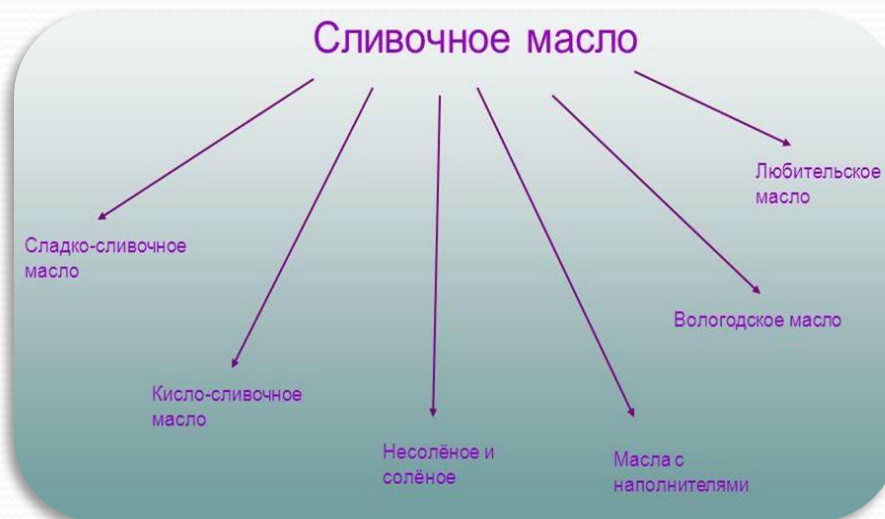 Сливочное масло
Сладко-сливочное
масло
Кисло-сливочное
масло
Несолёное и
солёное
Масла с
наполнителями
Вологодское масло
Любительское
масло